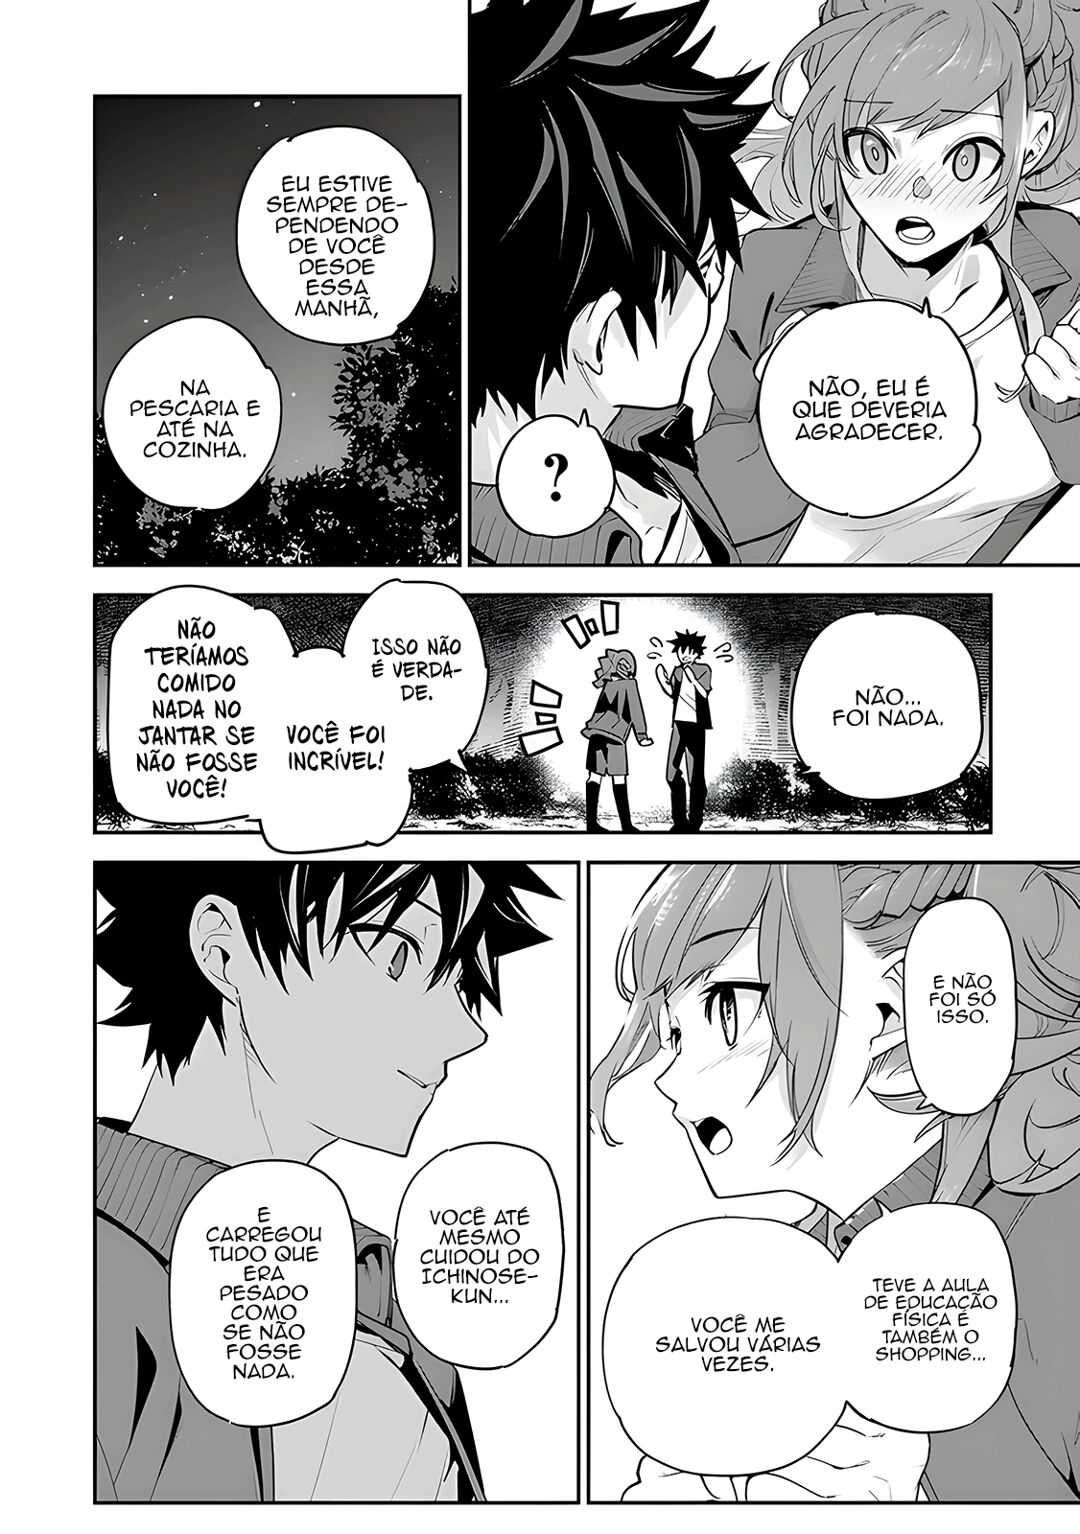 NÃO, EU É
QUE DEVERIA
AGRADECER.
?
EU ESTIVE
SEMPRE DE-
PENDENDO
DE VOCÊ
DESDE
ESSA
MANHÃ,
NA
PESCARIA E
ATÉ NA
COZINHA.
NÃO...
FOI NADA.
ISSO NÃO
É VERDA-
DE.
VOCÊ FOI
INCRÍVEL!
NÃO
TERÍAMOS
COMIDO
NADA NO
JANTAR SE
NÃO FOSSE
VOCÊ!
E NÃO
FOI SÓ
ISSO.
TEVE A AULA
DE EDUCAÇÃO
FÍSICA E
TAMBÉM O
SHOPPING...
VOCÊ ME
SALVOU VÁRIAS
VEZES.
VOCÊ ATÉ
MESMO
CUIDOU DO
ICHINOSE-
KUN...
E
CARREGOU
TUDO QUE
ERA
PESADO
COMO
SE NÃO
FOSSE
NADA.